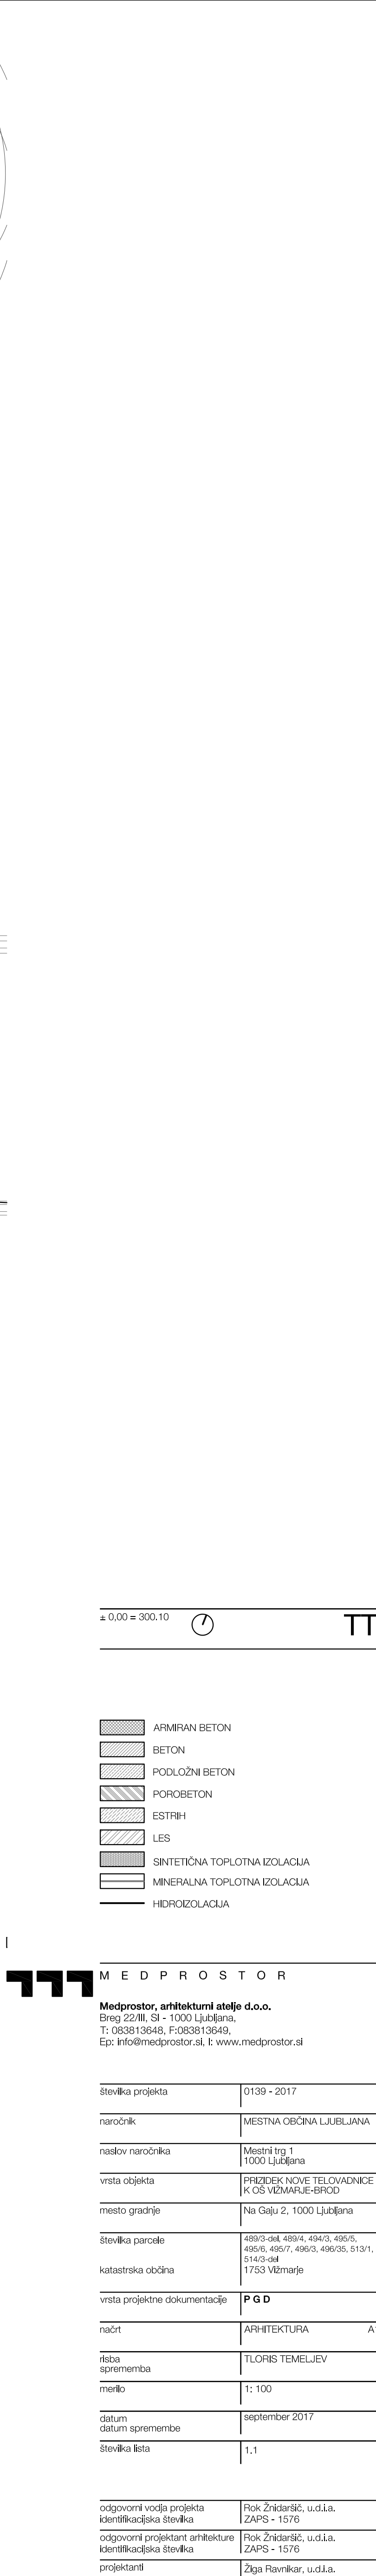 ± 0,00 = 300.10
ARMIRAN BETON
BETON
PODLOŽNI BETON
POROBETON
ESTRIH
LES
SINTETIČNA TOPLOTNA IZOLACIJA
MINERALNA TOPLOTNA IZOLACIJA
HIDROIZOLACIJA
MEDPROSTOR
Medprostor, arhitekturni atelje d.o.o.
Breg 22/III, SI - 1000 Ljubljana,
T: 083813648, F:083813649,
Ep: info@medprostor.si, I: www.medprostor.si
številka projekta 0139 - 2017
naročnik MESTNA OBČINA LJUBLJANA
naslov naročnika Mestni trg 1
1000 Ljubljana
vrsta objekta PRIZIDEK NOVE TELOVADNICE
K OŠ VIŽMARJE-BROD
mesto gradnje Na Gaju 2, 1000 Ljubljana
številka parcele 489/3-del, 489/4, 494/3, 495/5,
495/6, 495/7, 496/3, 496/35, 513/1,
514/3-del
katastrska občina 1753 Vižmarje
vrsta projektne dokumentacije PGD
načrt ARHITEKTURA
risba TLORIS TEMELJEV
sprememba
merilo 1: 100
datum september 2017
datum spremembe
številka lista 1.1
odgovorni vodja projekta Rok Žnidaršič, u.d.i.a.
identifikacijska številka ZAPS - 1576
odgovorni projektant arhitekture Rok Žnidaršič, u.d.i.a.
identifikacijska številka ZAPS - 1576
projektanti Žiga Ravnikar, u.d.i.a.